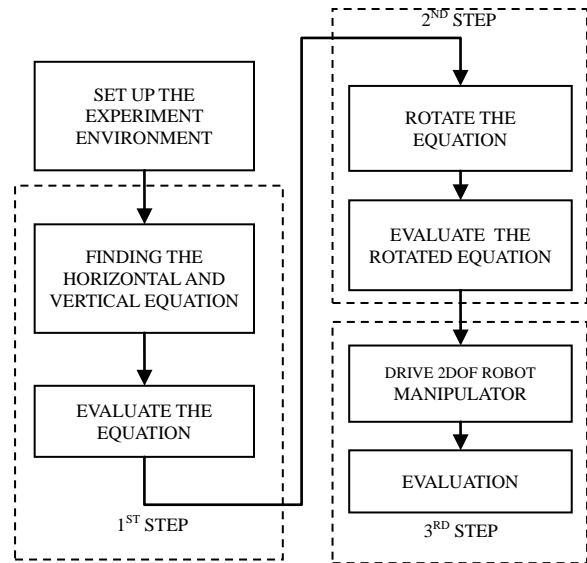 SET UP THE
EXPERIMENT
ENVIRONMENT
FINDING THE
HORIZONTAL AND
VERTICAL EQUATION
EVALUATE THE
EQUATION
1ST STEP
2ND STEP
ROTATE THE
EQUATION
EVALUATE THE
ROTATED EQUATION
DRIVE 2DOF ROBOT
MANIPULATOR
EVALUATION
3RD STEP